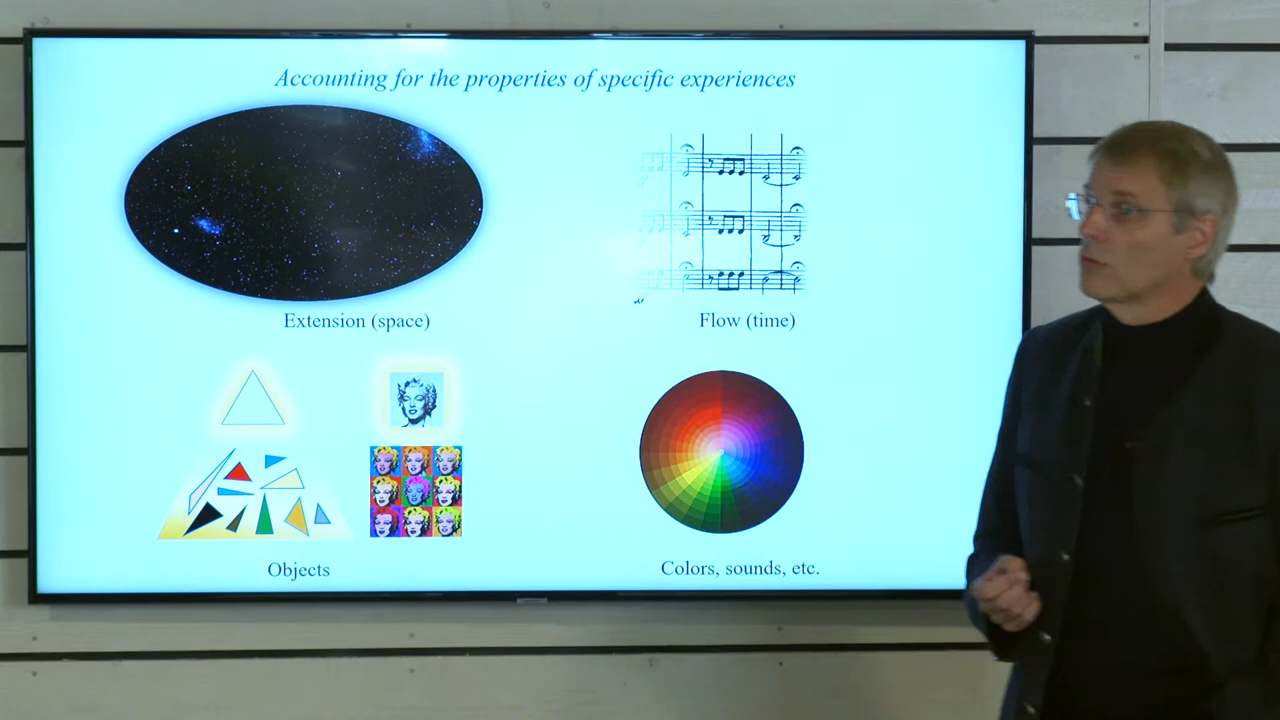 Accounting for the properties of specific experiences
Extension (space)
Flow (time)
Objects
Colors, sounds, etc.